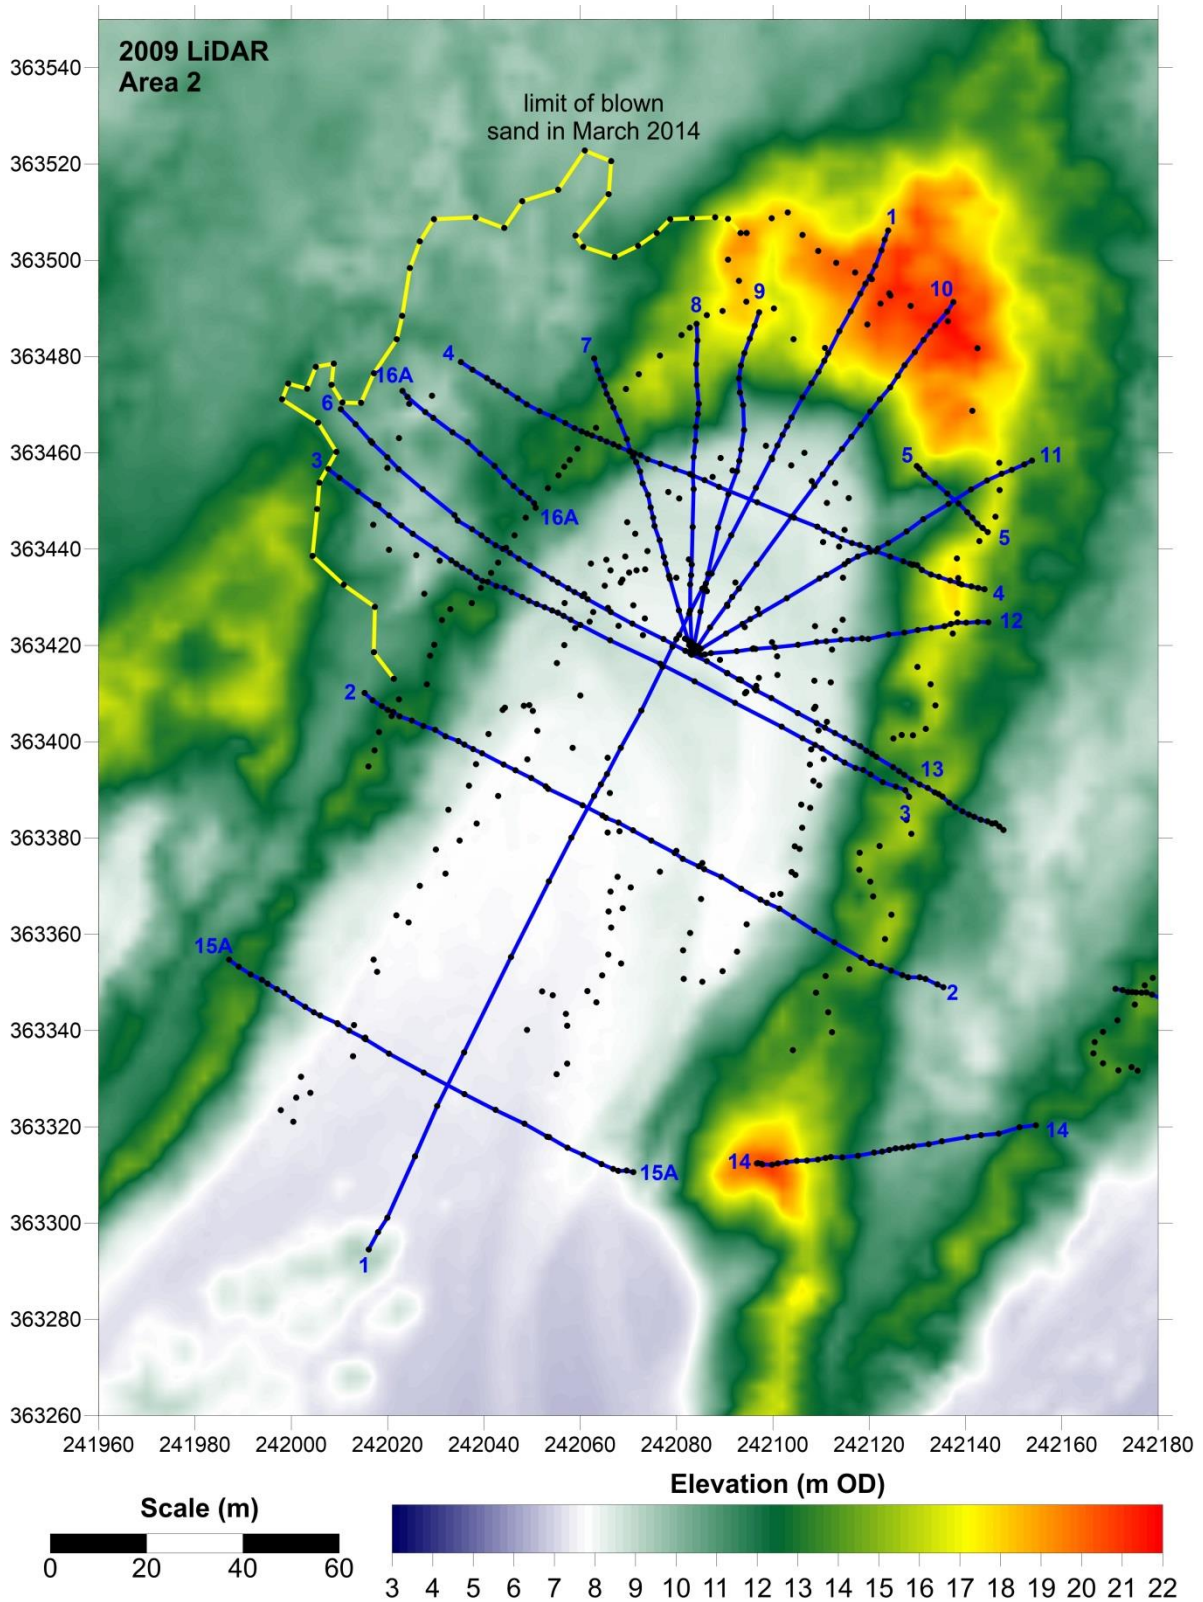 2009 LiDAR
Area 2
limit of blown
sand in March 2014
363540
363520
363500
363480
363460
363440
363420
363400
363380
363360
363340
363320
363300
363280
363260
1
10
9
8
7
4
16A
6
3
5
11
16A
5
4
12
2
13
3
15A
2
14
14
15A
1
241960 241980 242000 242020 242040 242060 242080 242100 242120 242140 242160 242180
Elevation (m OD)
Scale (m)
0 20 40 60
3 4 5 6 7 8 9 10 11 12 13 14 15 16 17 18 19 20 21 22